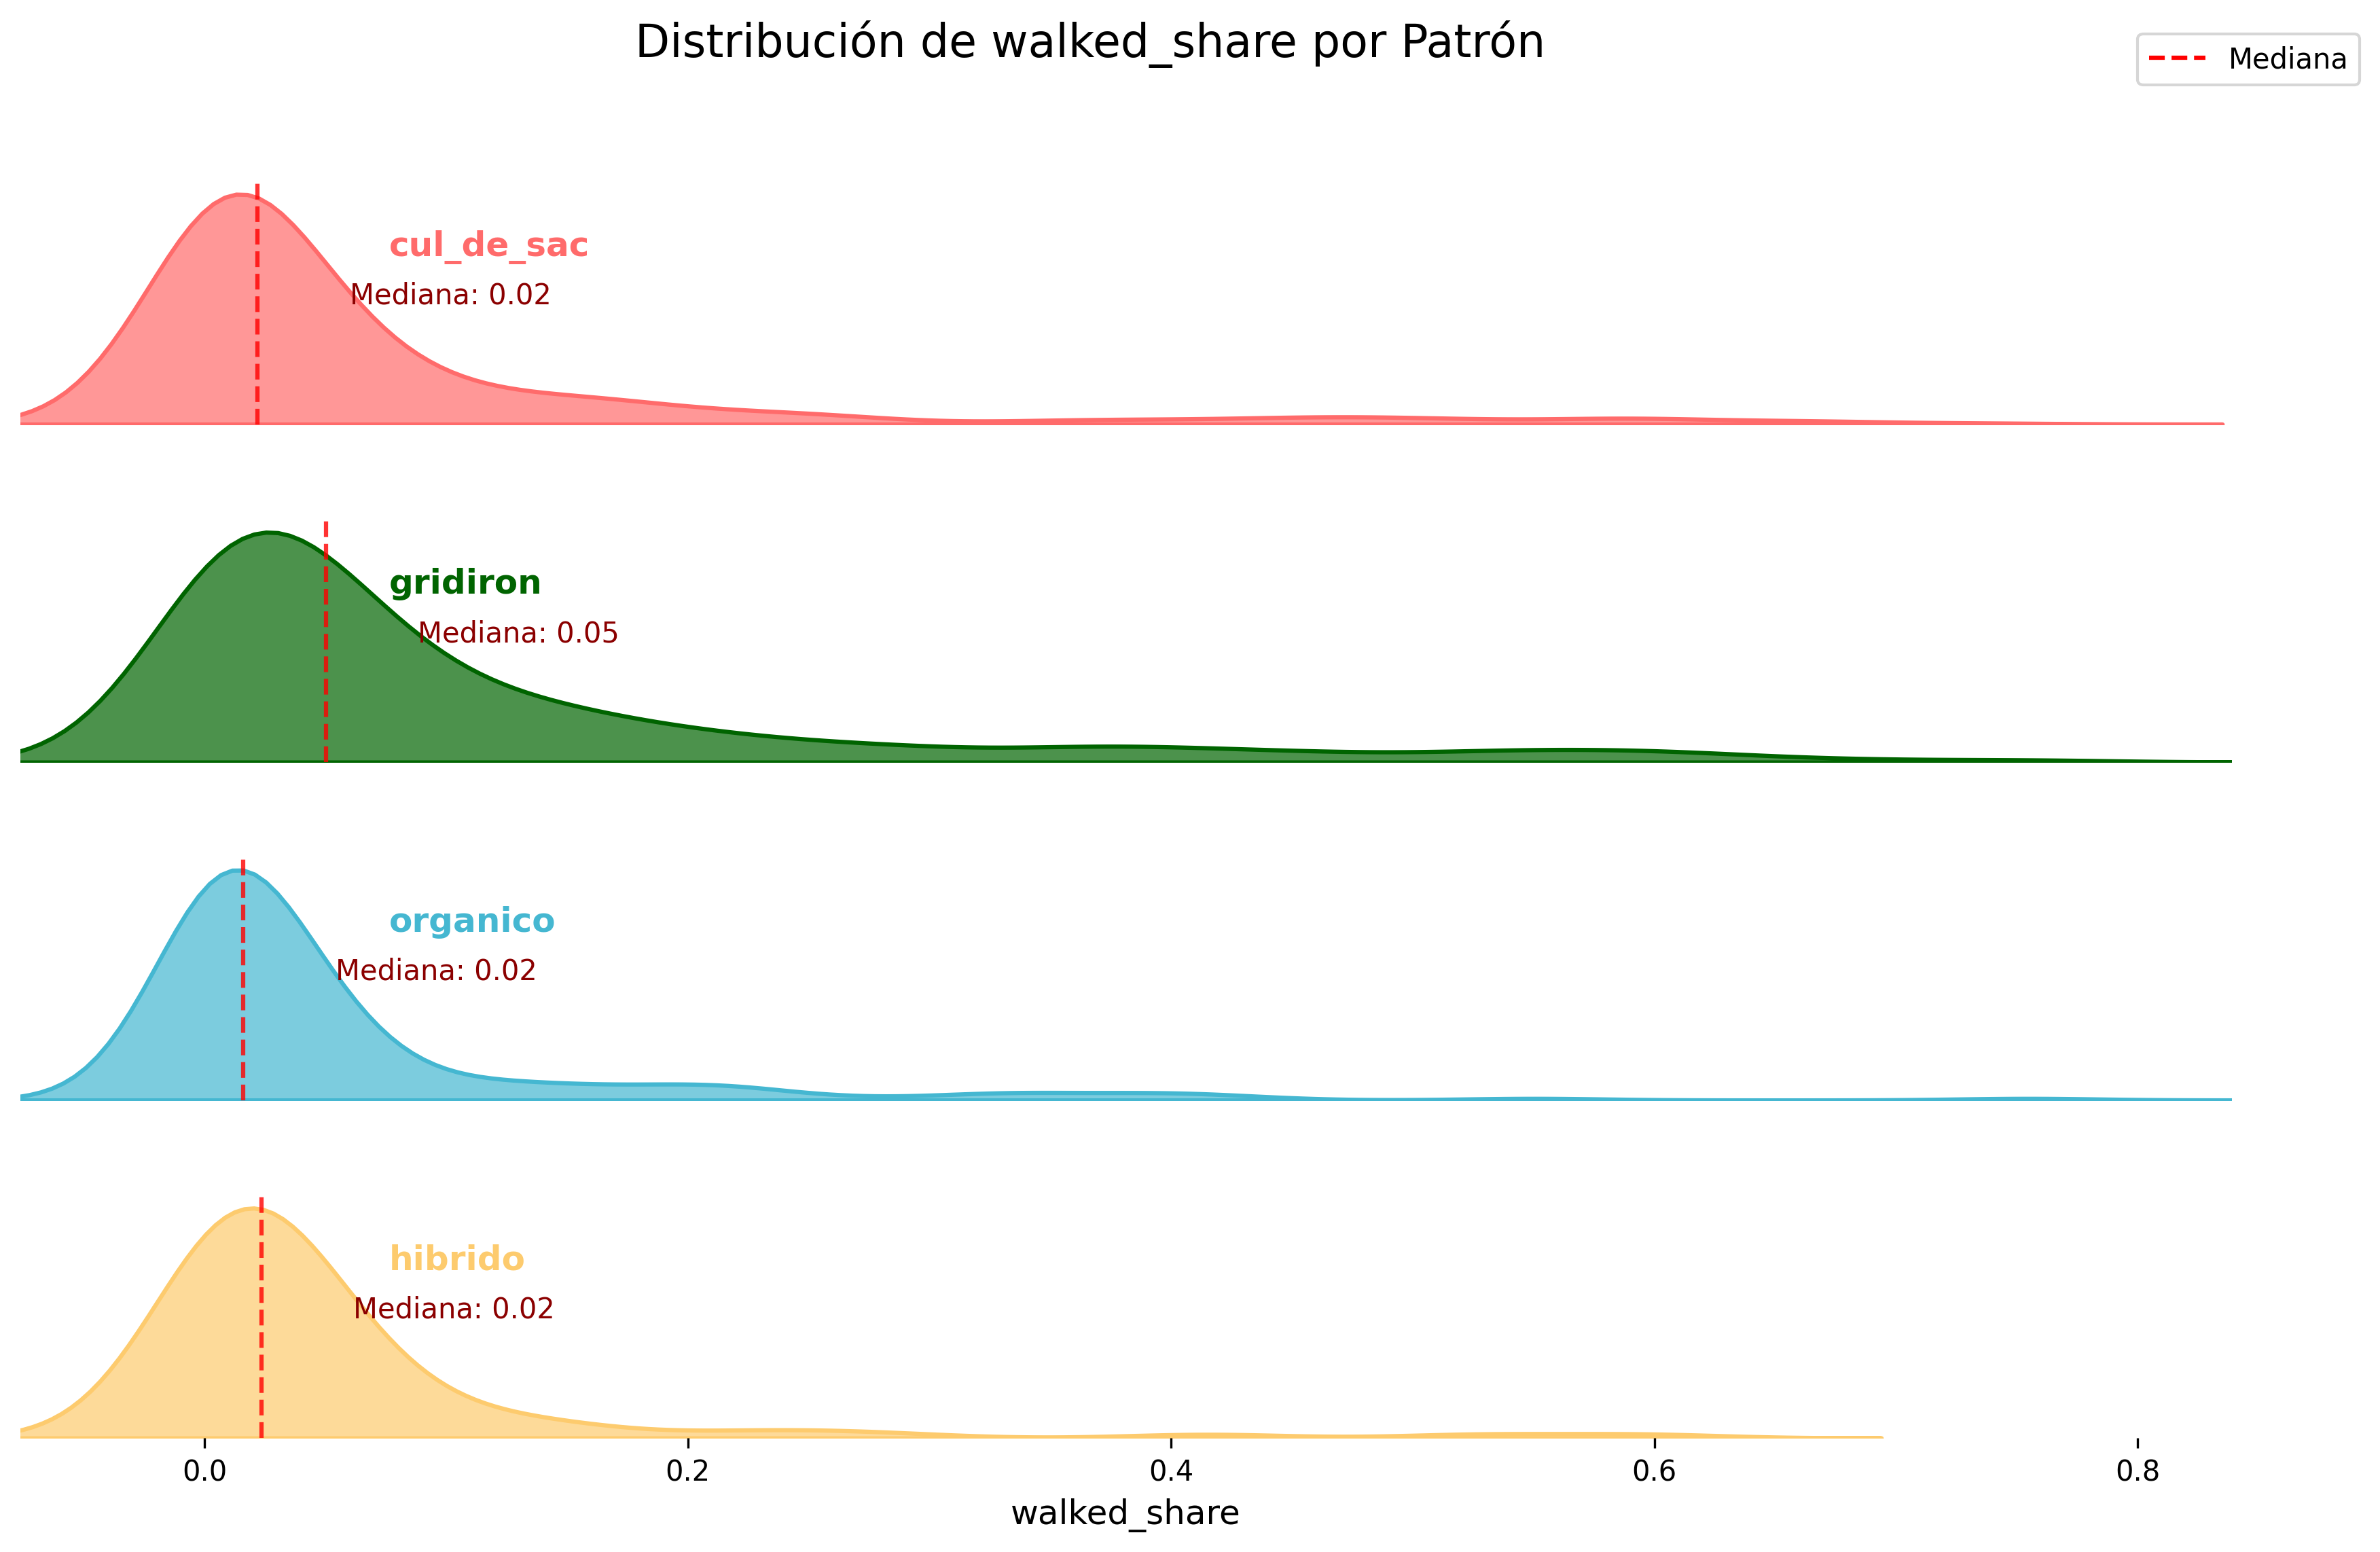 Distribución de walked_share por Patrón
Mediana
cul_de_sac
Mediana: 0.02
gridiron
Mediana: 0.05
organico
Mediana: 0.02
hibrido
Mediana: 0.02
0.0 0.2 0.4 0.6 0.8
walked_share